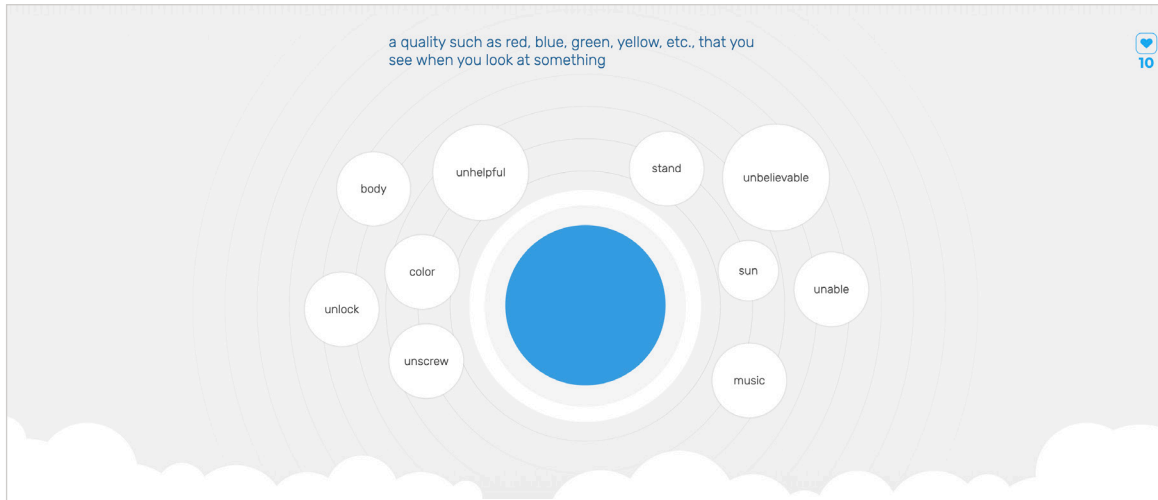 a quality such as red, blue, green, yellow, etc., that you
see when you look at something
10
unhelpful
stand
unbelievable
body
color
sun
unable
unlock
unscrew
music